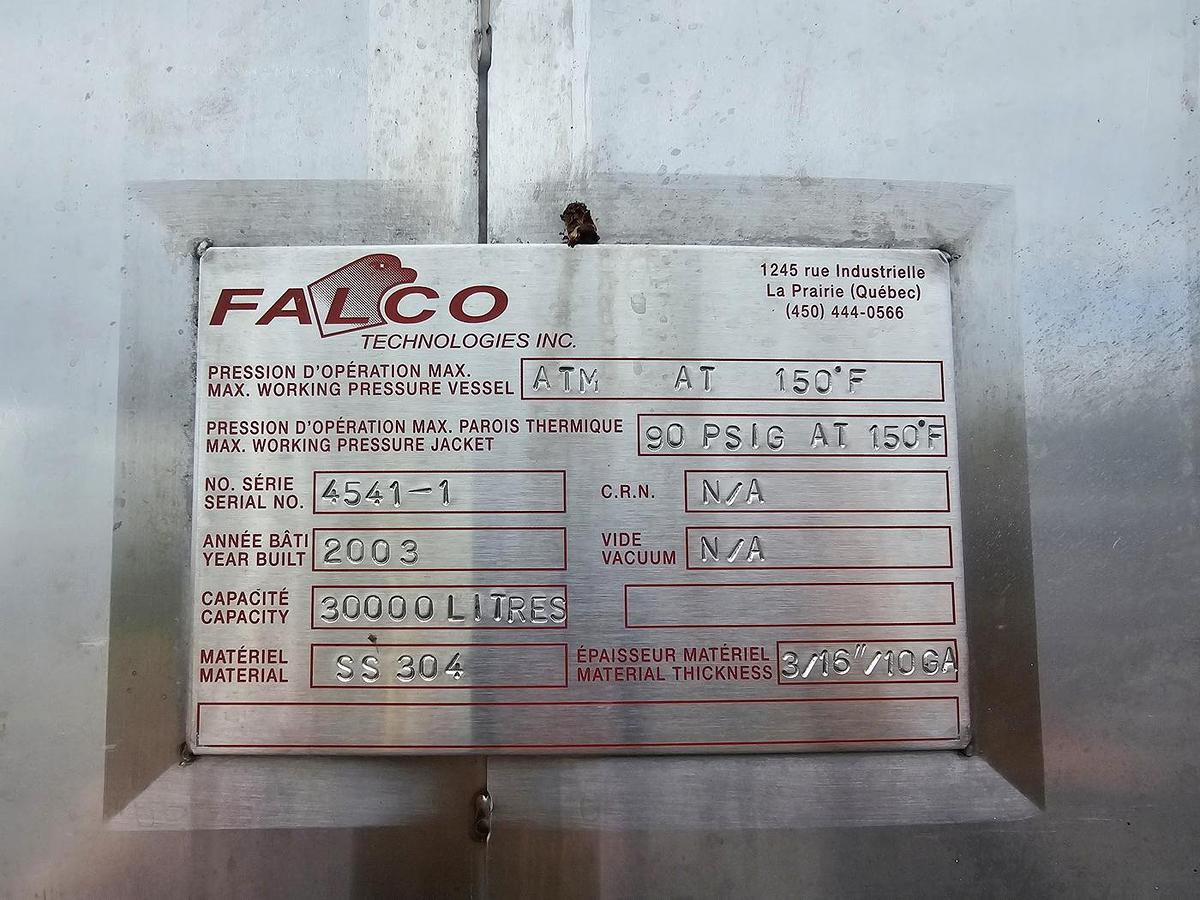 FALCO
TECHNOLOGIES INC.
1245 rue Industrielle
La Prairie (Québec)
(450) 444-0566
PRESSION D'OPÉRATION MAX.
MAX. WORKING PRESSURE VESSEL ATM AT 150°F
PRESSION D'OPÉRATION MAX. PAROIS THERMIQUE
MAX. WORKING PRESSURE JACKET 90 PSIG AT 150°F
NO. SÉRIE
SERIAL NO. 4541-1
C.R.N. N/A
ANNÉE BÂTI
YEAR BUILT 2003
VIDE
VACUUM N/A
CAPACITÉ
CAPACITY 30000 LITRES
MATÉRIEL
MATERIAL SS 304
ÉPAISSEUR MATÉRIEL
MATERIAL THICKNESS 3/16"/10GA